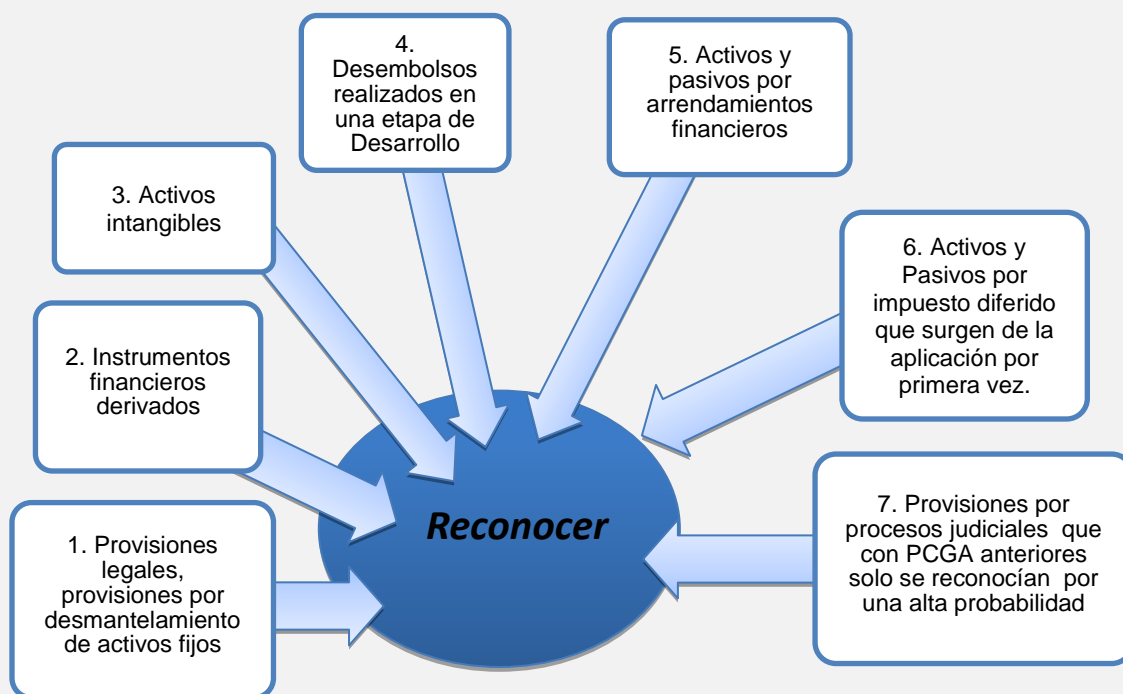 1. Provisiones
legales,
provisiones por
desmantelamiento
de activos fijos
2. Instrumentos
financieros
derivados
3. Activos
intangibles
4.
Desembolsos
realizados en
una etapa de
Desarrollo
5. Activos y
pasivos por
arrendamientos
financieros
6. Activos y
Pasivos por
impuesto diferido
que surgen de la
aplicación por
primera vez.
7. Provisiones por
procesos judiciales que
con PCGA anteriores
solo se reconocían por
una alta probabilidad
Reconocer